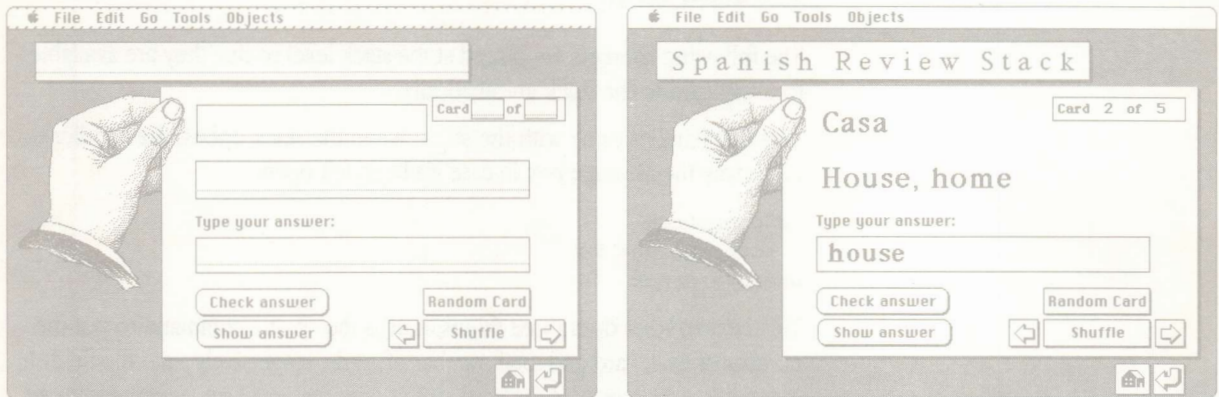 File Edit Go Tools Objects
Card of
Type your answer:
Check answer
Random Card
Show answer
Shuffle
File Edit Go Tools Objects
Spanish Review Stack
Card 2 of 5
Casa
House, home
Type your answer:
house
Check answer
Random Card
Show answer
Shuffle